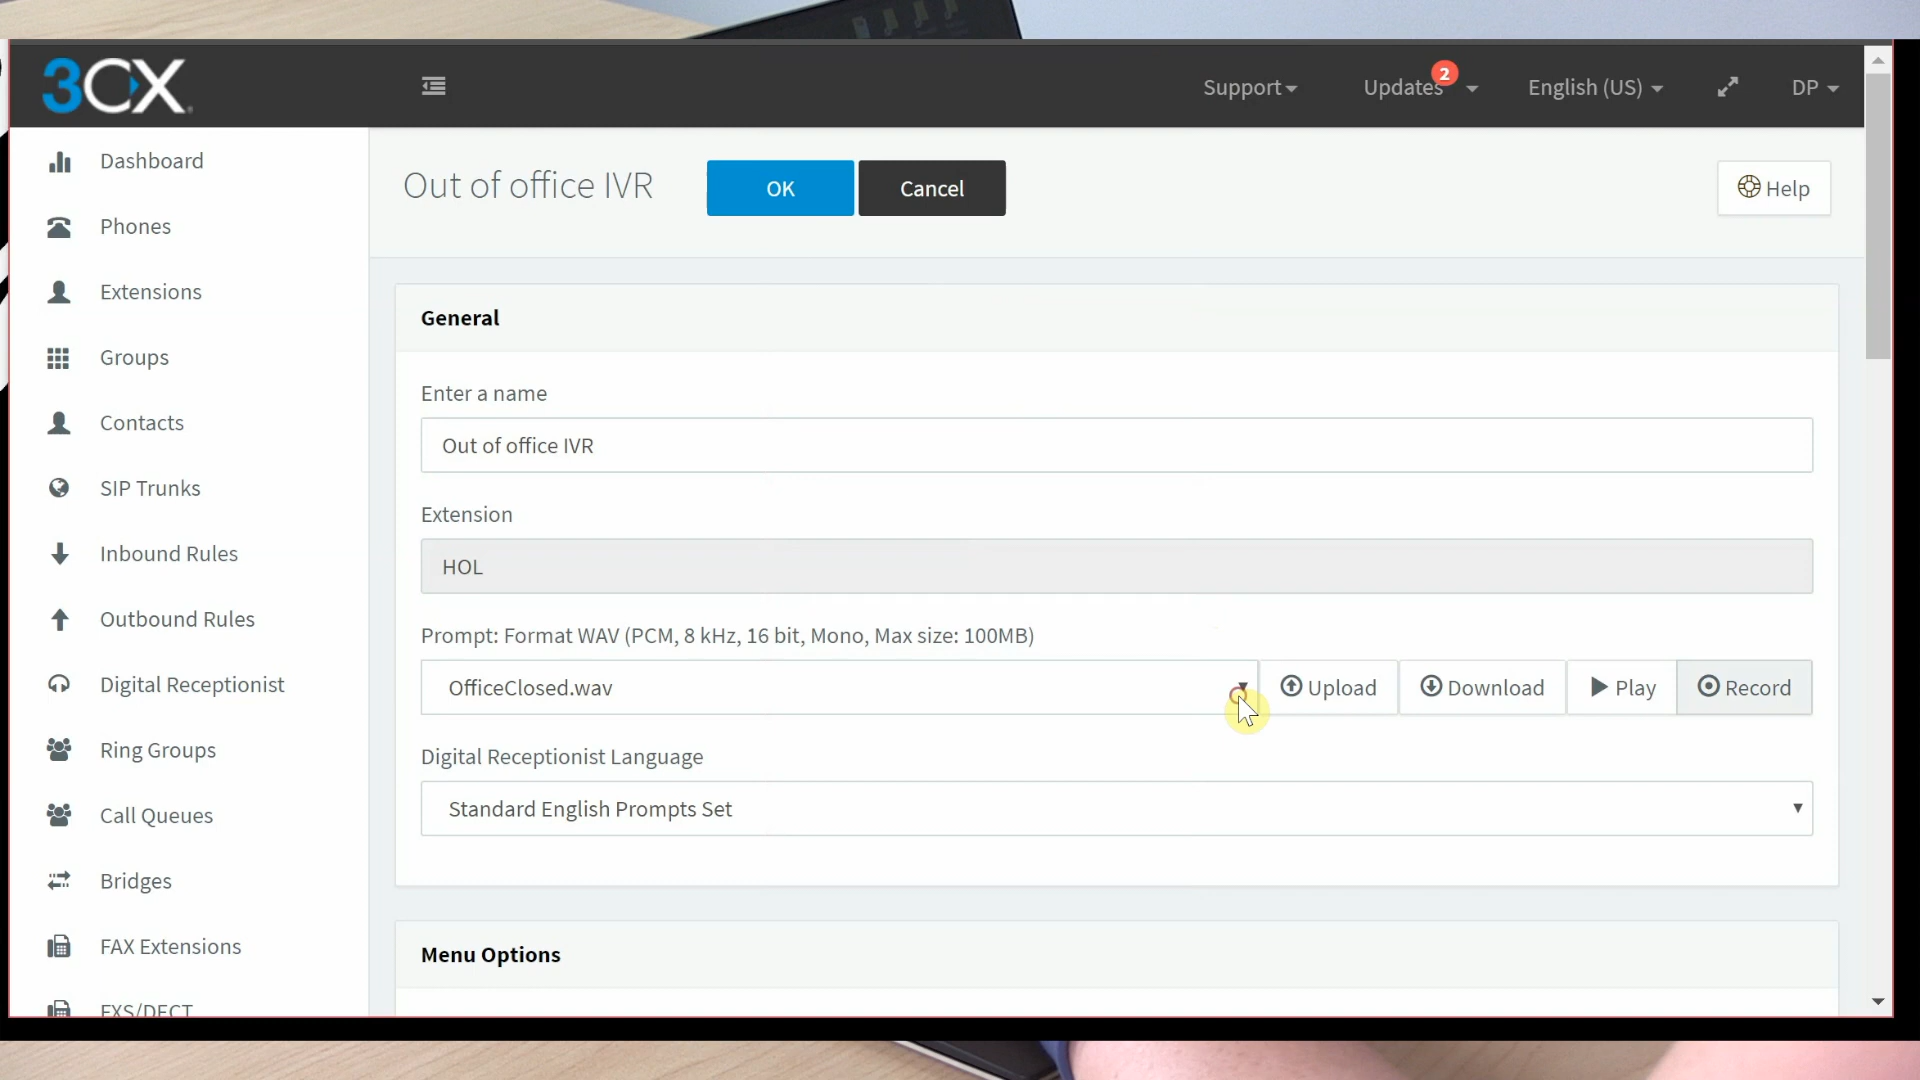 3CX
Support
Updates 2
English (US)
DP
Dashboard
Phones
Extensions
Groups
Contacts
SIP Trunks
Inbound Rules
Outbound Rules
Digital Receptionist
Ring Groups
Call Queues
Bridges
FAX Extensions
FXS/DECT
Out of office IVR
OK
Cancel
Help
General
Enter a name
Out of office IVR
Extension
HOL
Prompt: Format WAV (PCM, 8 kHz, 16 bit, Mono, Max size: 100MB)
OfficeClosed.wav
Upload
Download
Play
Record
Digital Receptionist Language
Standard English Prompts Set
Menu Options